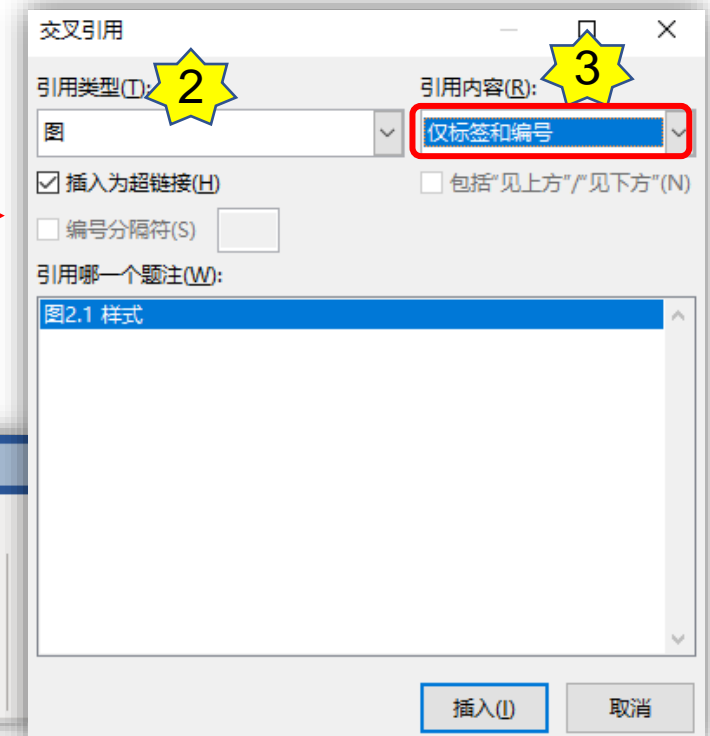 交叉引用
引用类型(T):
2
引用内容(R):
3
图
仅标签和编号
插入为超链接(H)
包括"见上方"/"见下方"(N)
编号分隔符(S)
引用哪一个题注(W):
图2.1 样式
插入(I)
取消